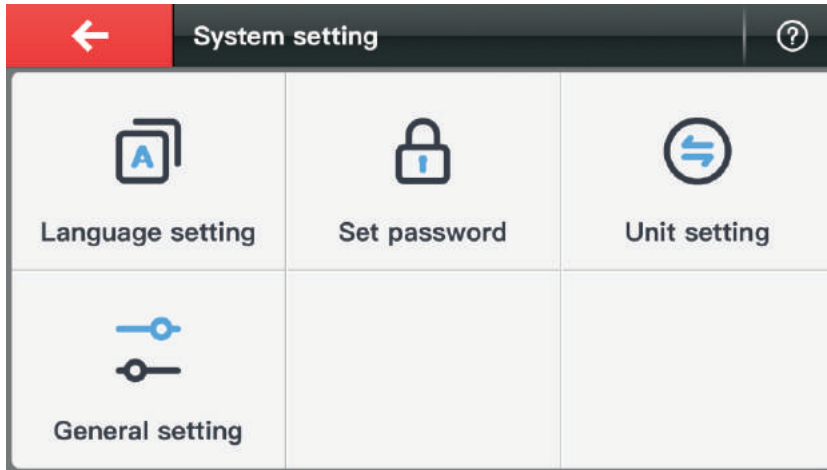 System setting
?
A
Language setting
Set password
Unit setting
General setting